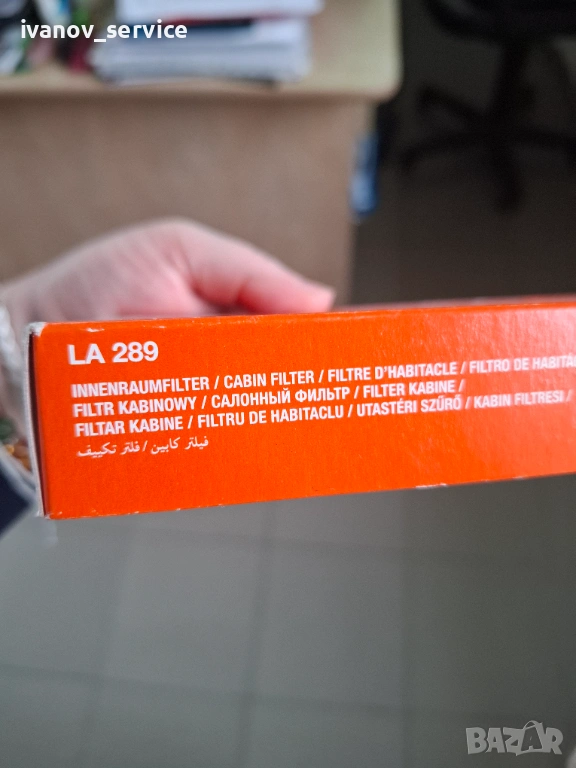 ivanov_service
LA 289
INNENRAUMFILTER / CABIN FILTER / FILTRE D'HABITACLE / FILTRO DE HABITÁ
FILTR KABINOWY / САЛОННЫЙ ФИЛЬТР / FILTER KABINE /
FILTAR KABINE / FILTRU DE HABITACLU / UTASTÉRI SZŰRŐ / KABIN FILTRESI /
فيلتر كابين / فلتر تكييف
BAZAR